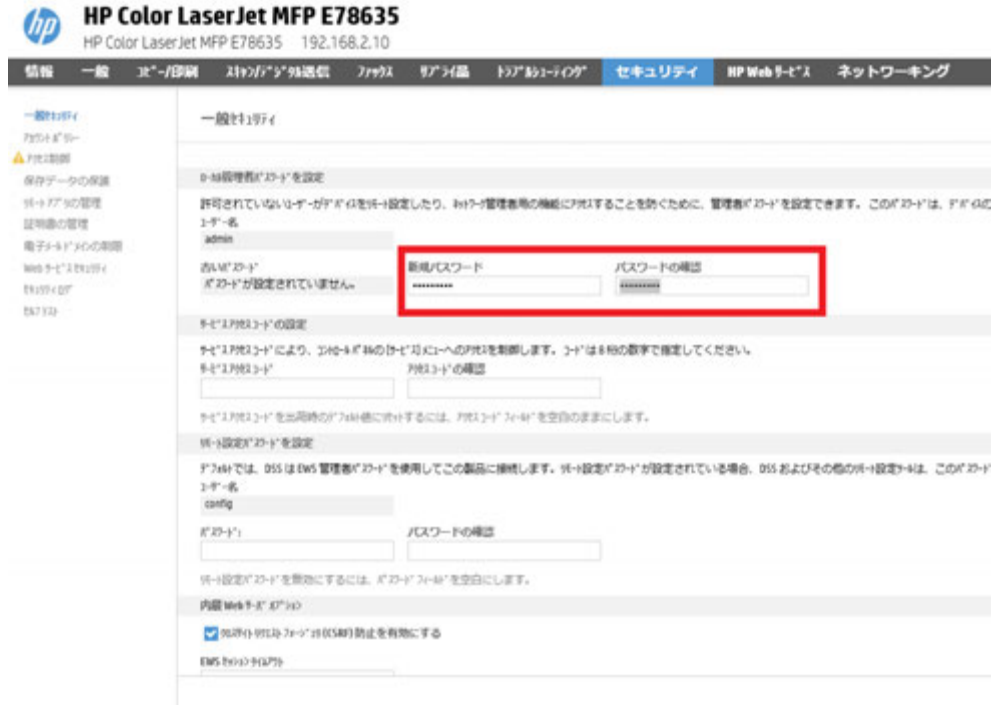 hp
HP Color LaserJet MFP E78635
HP Color LaserJet MFP E78635 192.168.2.10
情報 一般 ｺﾋﾟｰ/印刷 ｽｷｬﾝ/ﾃﾞｼﾞﾀﾙ送信 ﾌｧｯｸｽ ｻﾌﾟﾗｲ品 ﾄﾗﾌﾞﾙｼｭｰﾃｨﾝｸﾞ セキュリティ HP Web ｻｰﾋﾞｽ ネットワーキング
一般ｾｷｭﾘﾃｨ
ｱｶｳﾝﾄ ﾎﾟﾘｼｰ
ｱｸｾｽ制御
保存データの保護
ﾘﾓｰﾄ ｱﾌﾟﾘの管理
証明書の管理
電子ﾒｰﾙ ﾄﾞﾒｲﾝの制限
Web ｻｰﾋﾞｽ ｾｷｭﾘﾃｨ
ｾｷｭﾘﾃｨ ﾛｸﾞ
ｾﾙﾌ ﾃｽﾄ
一般ｾｷｭﾘﾃｨ
ﾛｰｶﾙ管理者ﾊﾟｽﾜｰﾄﾞを設定
許可されていないﾕｰｻﾞｰがﾃﾞﾊﾞｲｽをﾘﾓｰﾄ設定したり、ﾈｯﾄﾜｰｸ管理者用の機能にｱｸｾｽすることを防ぐために、管理者ﾊﾟｽﾜｰﾄﾞを設定できます。このﾊﾟｽﾜｰﾄﾞは、ﾃﾞﾊﾞｲｽの
ﾕｰｻﾞｰ名
admin
古いﾊﾟｽﾜｰﾄﾞ 新規パスワード パスワードの確認
ﾊﾟｽﾜｰﾄﾞが設定されていません。 •••••••••• ••••••••••
ｻｰﾋﾞｽ ｱｸｾｽ ｺｰﾄﾞの設定
ｻｰﾋﾞｽ ｱｸｾｽ ｺｰﾄﾞにより、ｺﾝﾄﾛｰﾙ ﾊﾟﾈﾙの [ｻｰﾋﾞｽ] ﾒﾆｭｰへのｱｸｾｽを制御します。ｺｰﾄﾞは 8 桁の数字で指定してください。
ｻｰﾋﾞｽ ｱｸｾｽ ｺｰﾄﾞ ｱｸｾｽ ｺｰﾄﾞの確認
ｻｰﾋﾞｽ ｱｸｾｽ ｺｰﾄﾞを出荷時のﾃﾞﾌｫﾙﾄ値にﾘｾｯﾄするには、ｱｸｾｽ ｺｰﾄﾞ ﾌｨｰﾙﾄﾞを空白のままにします。
ﾘﾓｰﾄ設定ﾊﾟｽﾜｰﾄﾞを設定
ﾃﾞﾌｫﾙﾄでは、DSS は EWS 管理者ﾊﾟｽﾜｰﾄﾞを使用してこの製品に接続します。ﾘﾓｰﾄ設定ﾊﾟｽﾜｰﾄﾞが設定されている場合、DSS およびその他のﾘﾓｰﾄ設定ﾂｰﾙは、このﾊﾟｽﾜｰﾄﾞ
ﾕｰｻﾞｰ名
config
ﾊﾟｽﾜｰﾄﾞ: パスワードの確認
ﾘﾓｰﾄ設定ﾊﾟｽﾜｰﾄﾞを無効にするには、ﾊﾟｽﾜｰﾄﾞ ﾌｨｰﾙﾄﾞを空白にします。
内蔵 Web ｻｰﾊﾞ ｵﾌﾟｼｮﾝ
ｸﾛｽｻｲﾄ ﾘｸｴｽﾄ ﾌｫｰｼﾞｪﾘ (CSRF) 防止を有効にする
EWS ｾｯｼｮﾝ ﾀｲﾑｱｳﾄ